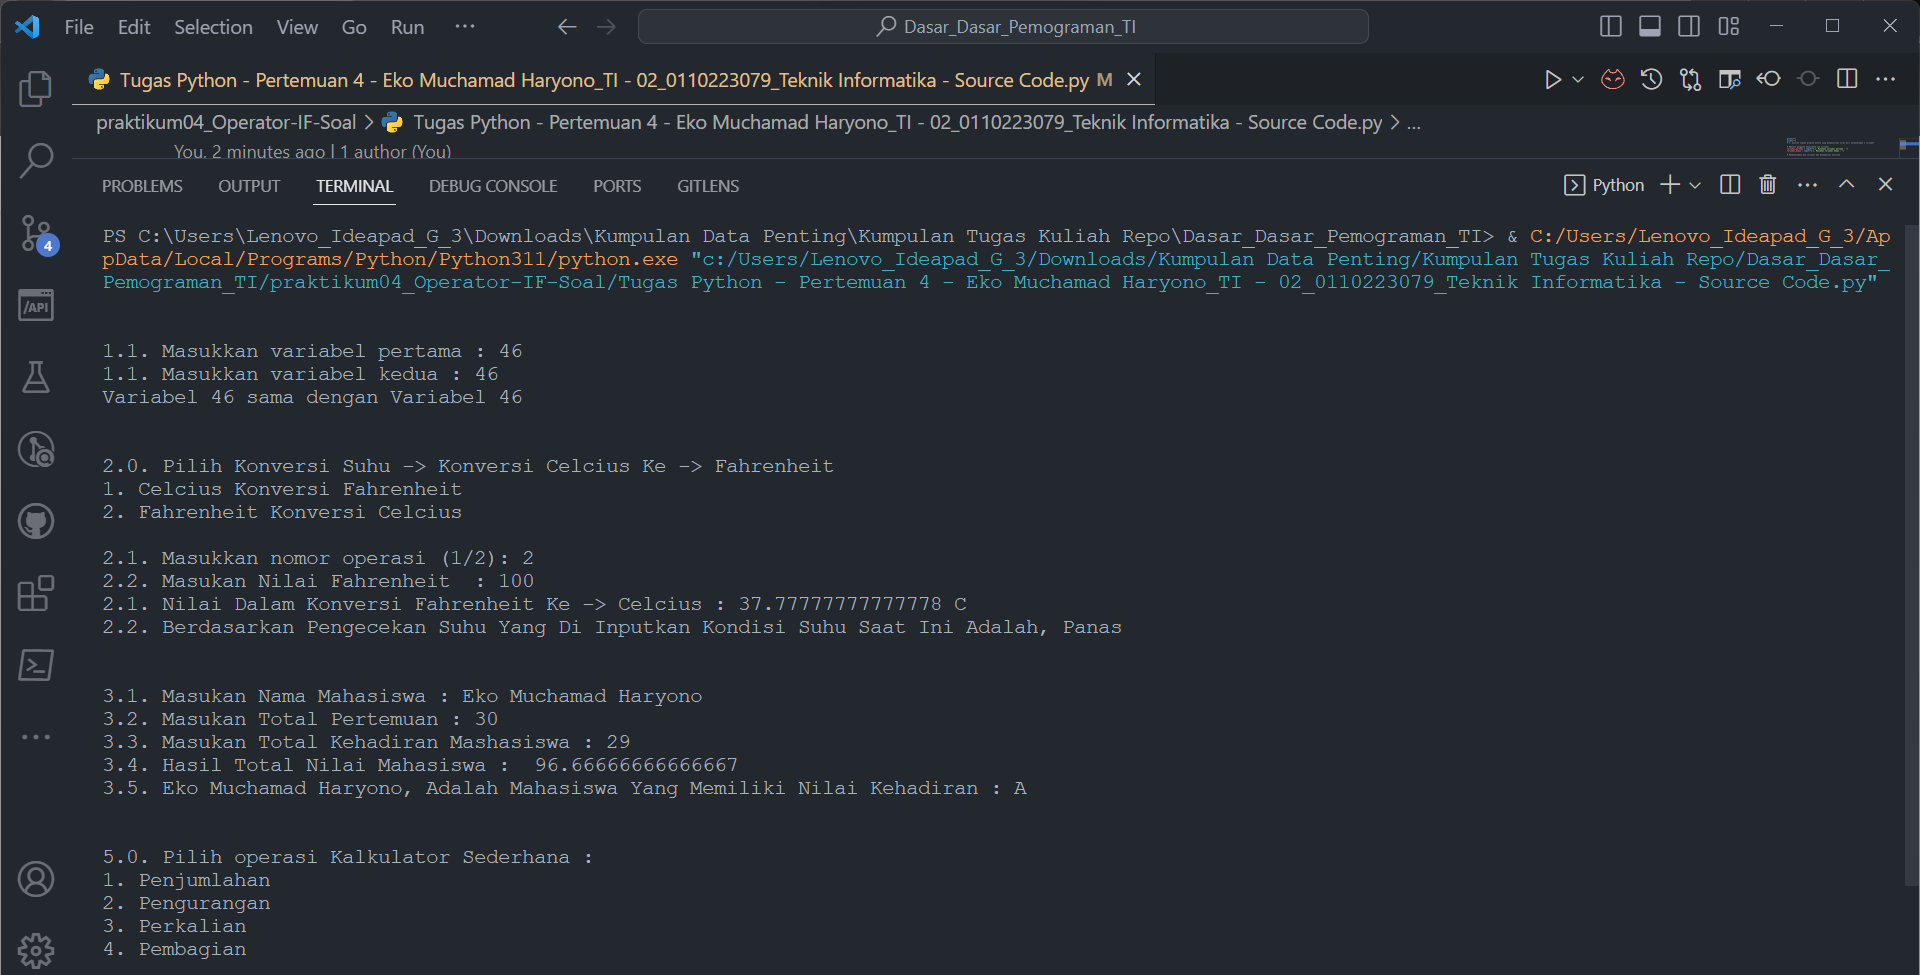 File Edit Selection View Go Run ... Dasar_Dasar_Pemograman_TI
Tugas Python - Pertemuan 4 - Eko Muchamad Haryono_TI - 02_0110223079_Teknik Informatika - Source Code.py M
praktikum04_Operator-IF-Soal > Tugas Python - Pertemuan 4 - Eko Muchamad Haryono_TI - 02_0110223079_Teknik Informatika - Source Code.py > ...
You, 2 minutes ago | 1 author (You)
PROBLEMS OUTPUT TERMINAL DEBUG CONSOLE PORTS GITLENS Python
4
/API
PS C:\Users\Lenovo_Ideapad_G_3\Downloads\Kumpulan Data Penting\Kumpulan Tugas Kuliah Repo\Dasar_Dasar_Pemograman_TI> & C:/Users/Lenovo_Ideapad_G_3/Ap
pData/Local/Programs/Python/Python311/python.exe "c:/Users/Lenovo_Ideapad_G_3/Downloads/Kumpulan Data Penting/Kumpulan Tugas Kuliah Repo/Dasar_Dasar_
Pemograman_TI/praktikum04_Operator-IF-Soal/Tugas Python - Pertemuan 4 - Eko Muchamad Haryono_TI - 02_0110223079_Teknik Informatika - Source Code.py"
1.1. Masukkan variabel pertama : 46
1.1. Masukkan variabel kedua : 46
Variabel 46 sama dengan Variabel 46
2.0. Pilih Konversi Suhu -> Konversi Celcius Ke -> Fahrenheit
1. Celcius Konversi Fahrenheit
2. Fahrenheit Konversi Celcius
2.1. Masukkan nomor operasi (1/2): 2
2.2. Masukan Nilai Fahrenheit  : 100
2.1. Nilai Dalam Konversi Fahrenheit Ke -> Celcius : 37.77777777777778 C
2.2. Berdasarkan Pengecekan Suhu Yang Di Inputkan Kondisi Suhu Saat Ini Adalah, Panas
3.1. Masukan Nama Mahasiswa : Eko Muchamad Haryono
3.2. Masukan Total Pertemuan : 30
3.3. Masukan Total Kehadiran Mashasiswa : 29
3.4. Hasil Total Nilai Mahasiswa :  96.66666666666667
3.5. Eko Muchamad Haryono, Adalah Mahasiswa Yang Memiliki Nilai Kehadiran : A
5.0. Pilih operasi Kalkulator Sederhana :
1. Penjumlahan
2. Pengurangan
3. Perkalian
4. Pembagian